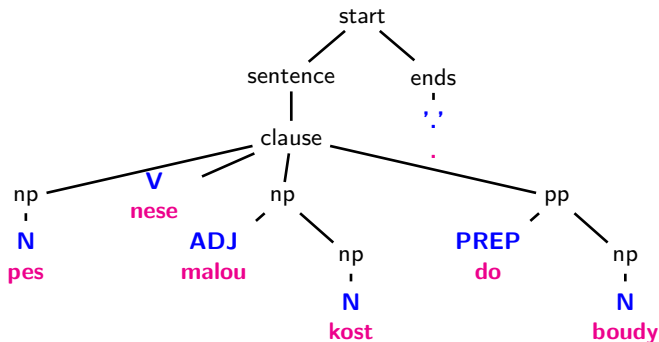 start
sentence ends
'.'
clause .
np V np pp
nese
N ADJ np PREP np
pes malou do
N N
kost boudy